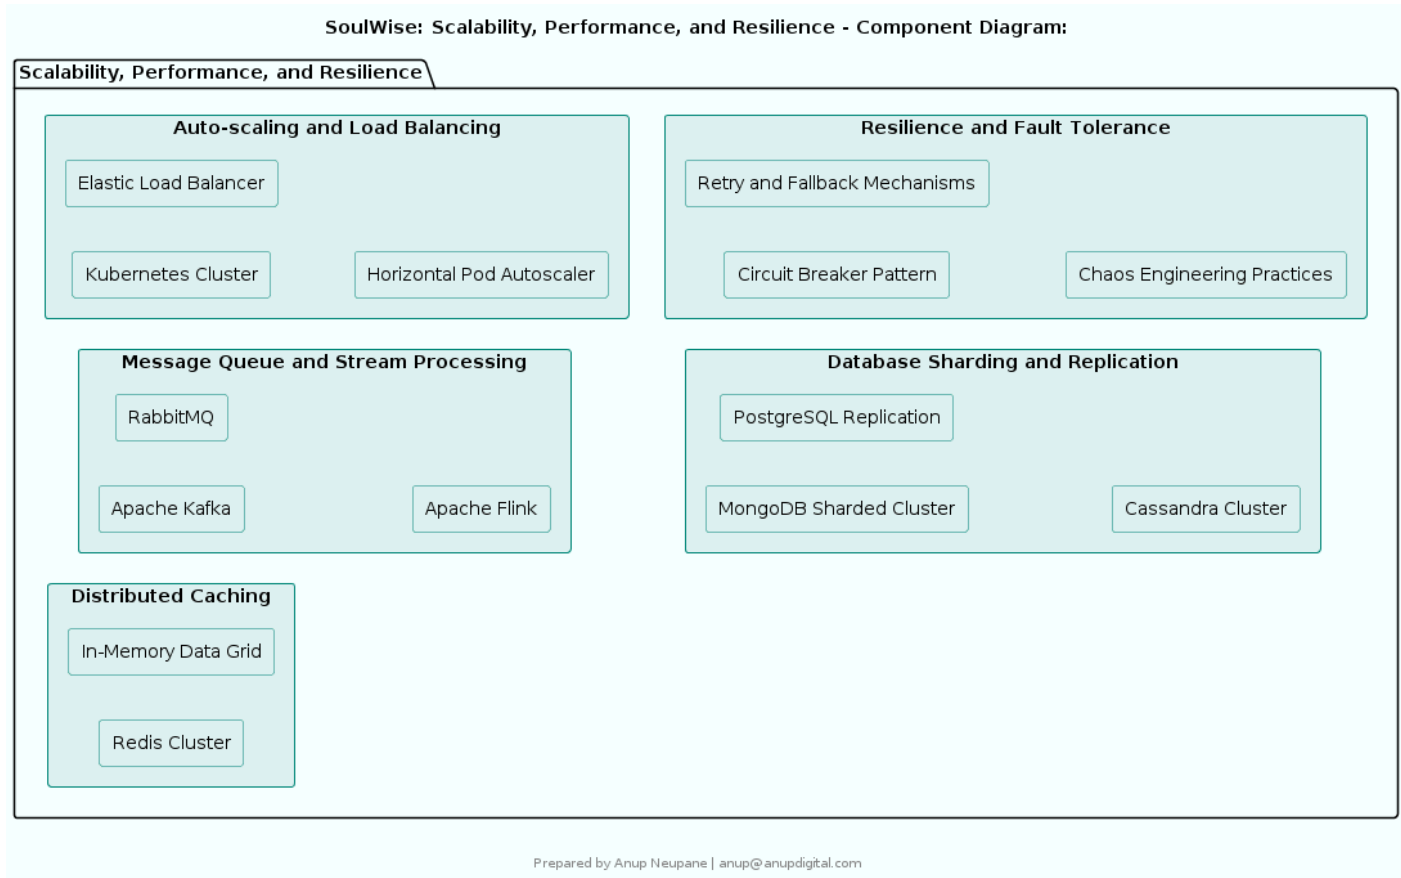 SoulWise: Scalability, Performance, and Resilience - Component Diagram:
Scalability, Performance, and Resilience
Auto-scaling and Load Balancing
Elastic Load Balancer
Kubernetes Cluster
Horizontal Pod Autoscaler
Resilience and Fault Tolerance
Retry and Fallback Mechanisms
Circuit Breaker Pattern
Chaos Engineering Practices
Message Queue and Stream Processing
RabbitMQ
Apache Kafka
Apache Flink
Database Sharding and Replication
PostgreSQL Replication
MongoDB Sharded Cluster
Cassandra Cluster
Distributed Caching
In-Memory Data Grid
Redis Cluster
Prepared by Anup Neupane | anup@anupdigital.com